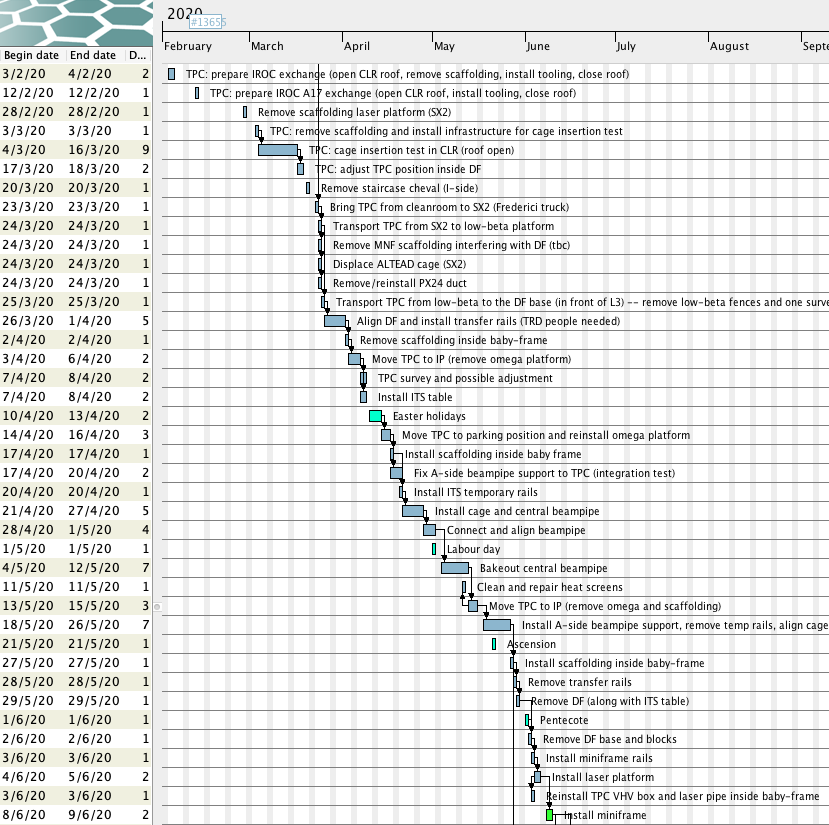 2020
#13655
February March April May June July August Septe
Begin date End date D...
3/2/20 4/2/20 2 TPC: prepare IROC exchange (open CLR roof, remove scaffolding, install tooling, close roof)
12/2/20 12/2/20 1 TPC: prepare IROC A17 exchange (open CLR roof, install tooling, close roof)
28/2/20 28/2/20 1 Remove scaffolding laser platform (SX2)
3/3/20 3/3/20 1 TPC: remove scaffolding and install infrastructure for cage insertion test
4/3/20 16/3/20 9 TPC: cage insertion test in CLR (roof open)
17/3/20 18/3/20 2 TPC: adjust TPC position inside DF
20/3/20 20/3/20 1 Remove staircase cheval (I-side)
23/3/20 23/3/20 1 Bring TPC from cleanroom to SX2 (Frederici truck)
24/3/20 24/3/20 1 Transport TPC from SX2 to low-beta platform
24/3/20 24/3/20 1 Remove MNF scaffolding interfering with DF (tbc)
24/3/20 24/3/20 1 Displace ALTEAD cage (SX2)
24/3/20 24/3/20 1 Remove/reinstall PX24 duct
25/3/20 25/3/20 1 Transport TPC from low-beta to the DF base (in front of L3) -- remove low-beta fences and one surve
26/3/20 1/4/20 5 Align DF and install transfer rails (TRD people needed)
2/4/20 2/4/20 1 Remove scaffolding inside baby-frame
3/4/20 6/4/20 2 Move TPC to IP (remove omega platform)
7/4/20 8/4/20 2 TPC survey and possible adjustment
7/4/20 8/4/20 2 Install ITS table
10/4/20 13/4/20 2 Easter holidays
14/4/20 16/4/20 3 Move TPC to parking position and reinstall omega platform
17/4/20 17/4/20 1 Install scaffolding inside baby frame
17/4/20 20/4/20 2 Fix A-side beampipe support to TPC (integration test)
20/4/20 20/4/20 1 Install ITS temporary rails
21/4/20 27/4/20 5 Install cage and central beampipe
28/4/20 1/5/20 4 Connect and align beampipe
1/5/20 1/5/20 1 Labour day
4/5/20 12/5/20 7 Bakeout central beampipe
11/5/20 11/5/20 1 Clean and repair heat screens
13/5/20 15/5/20 3 Move TPC to IP (remove omega and scaffolding)
18/5/20 26/5/20 7 Install A-side beampipe support, remove temp rails, align cage
21/5/20 21/5/20 1 Ascension
27/5/20 27/5/20 1 Install scaffolding inside baby-frame
28/5/20 28/5/20 1 Remove transfer rails
29/5/20 29/5/20 1 Remove DF (along with ITS table)
1/6/20 1/6/20 1 Pentecote
2/6/20 2/6/20 1 Remove DF base and blocks
3/6/20 3/6/20 1 Install miniframe rails
4/6/20 5/6/20 2 Install laser platform
3/6/20 3/6/20 1 Reinstall TPC VHV box and laser pipe inside baby-frame
8/6/20 9/6/20 2 Install miniframe